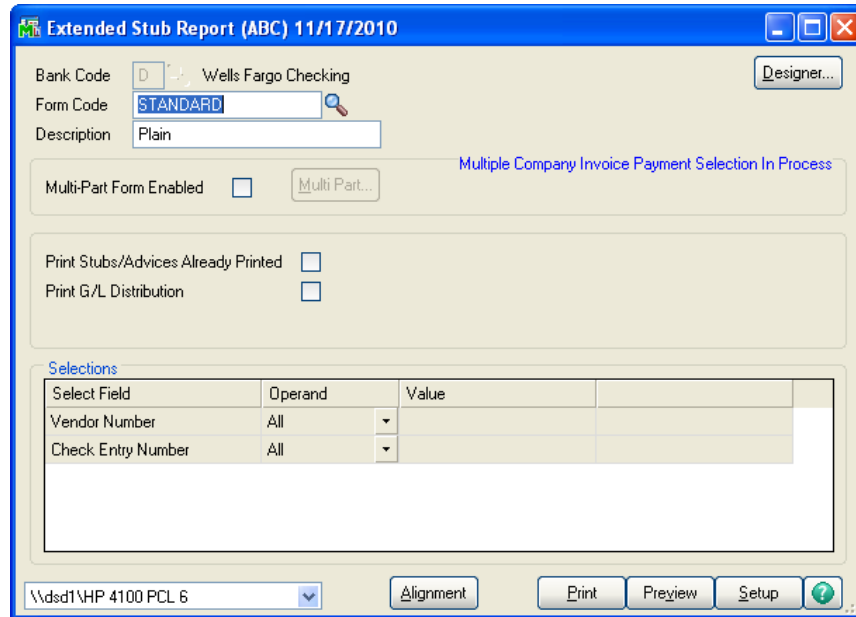 Extended Stub Report (ABC) 11/17/2010
Bank Code D Wells Fargo Checking Designer...
Form Code STANDARD
Description Plain
Multiple Company Invoice Payment Selection In Process
Multi-Part Form Enabled Multi Part...
Print Stubs/Advices Already Printed
Print G/L Distribution
Selections
Select Field Operand Value
Vendor Number All
Check Entry Number All
\\dsd1\HP 4100 PCL 6 Alignment Print Preview Setup ?